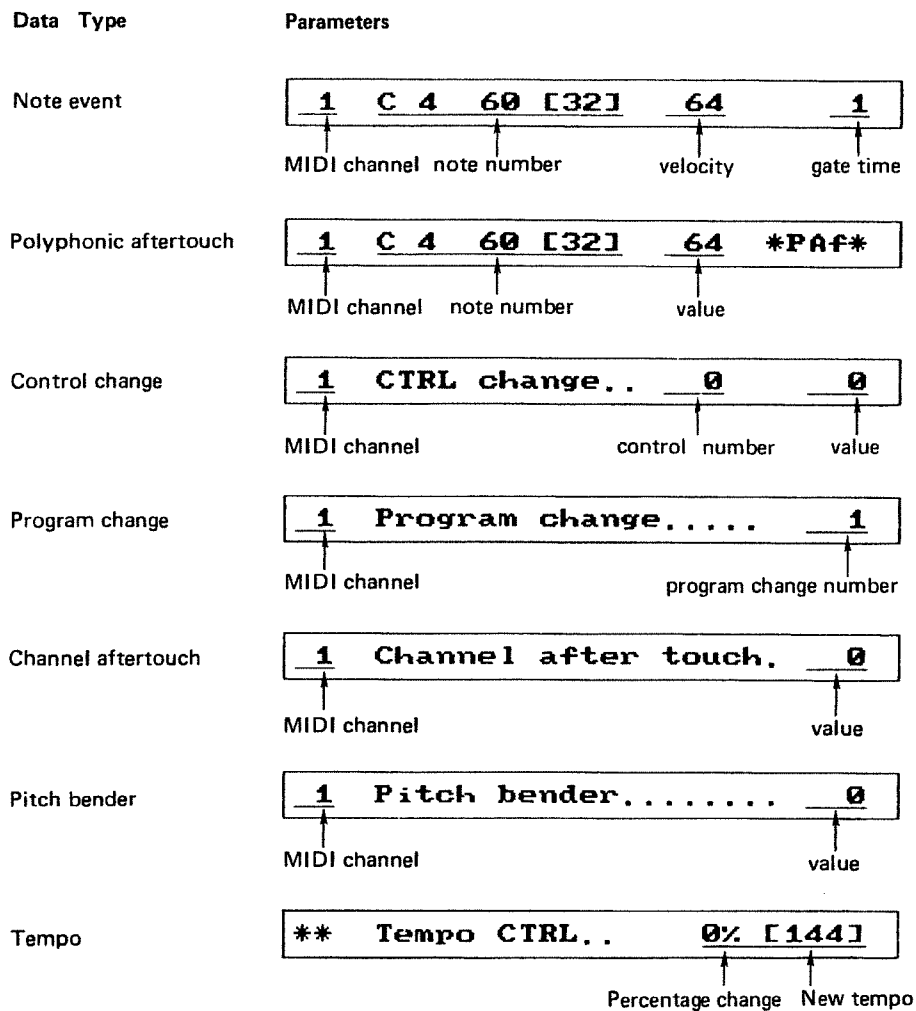 Data Type Parameters
Note event 1 C 4 60 [32] 64 1
MIDI channel note number velocity gate time
Polyphonic aftertouch 1 C 4 60 [32] 64 *PAf*
MIDI channel note number value
Control change 1 CTRL change.. 0 0
MIDI channel control number value
Program change 1 Program change..... 1
MIDI channel program change number
Channel aftertouch 1 Channel after touch. 0
MIDI channel value
Pitch bender 1 Pitch bender........ 0
MIDI channel value
Tempo ** Tempo CTRL.. 0% [144]
Percentage change New tempo